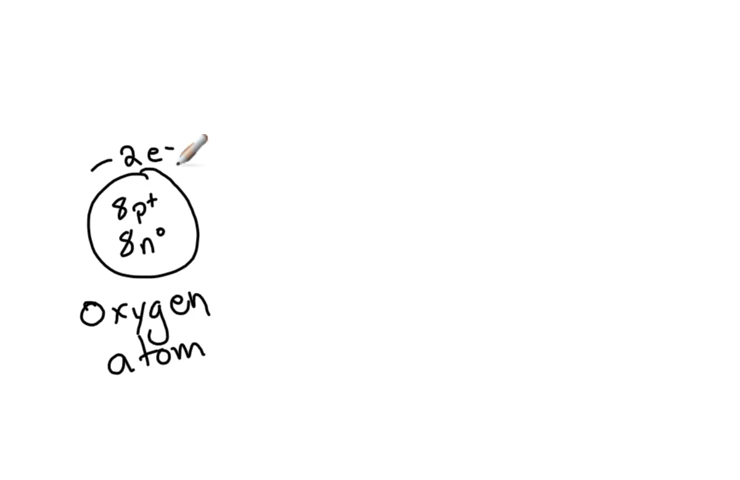 2e-
8p+
8n°
Oxygen
atom